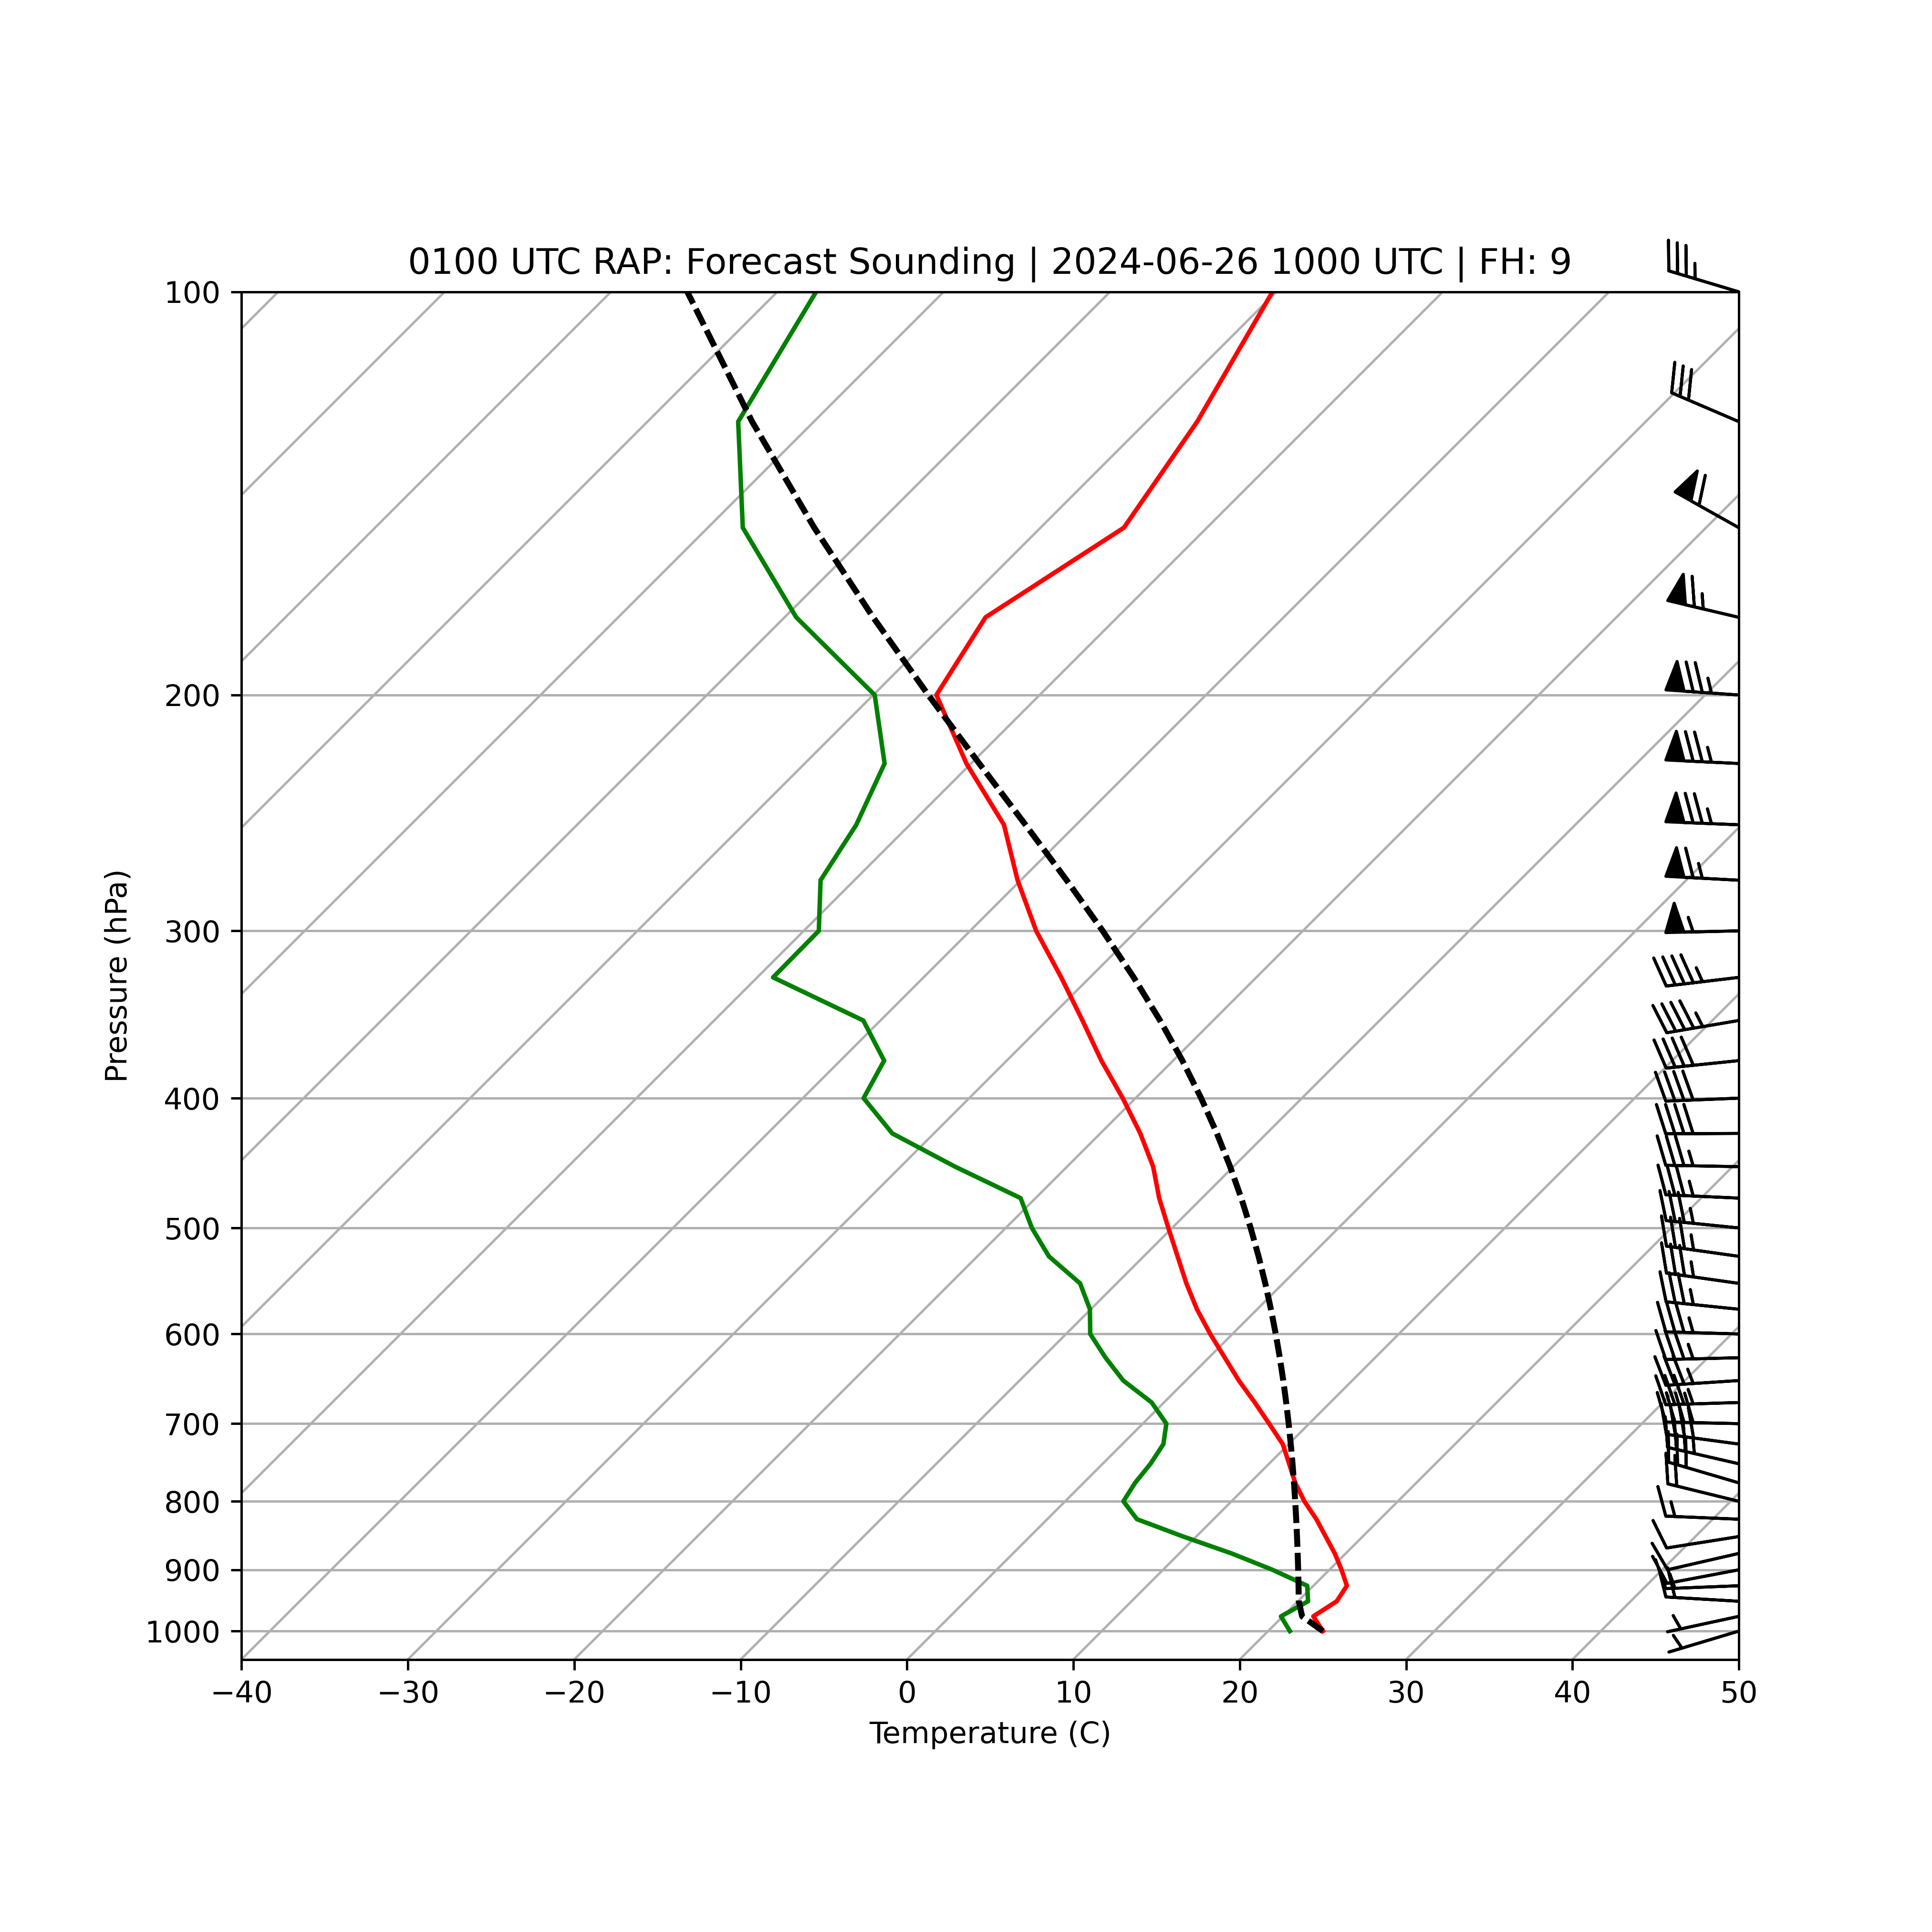 0100 UTC RAP: Forecast Sounding | 2024-06-26 1000 UTC | FH: 9
100
200
300
400
500
600
700
800
900
1000
Pressure (hPa)
−40 −30 −20 −10 0 10 20 30 40 50
Temperature (C)